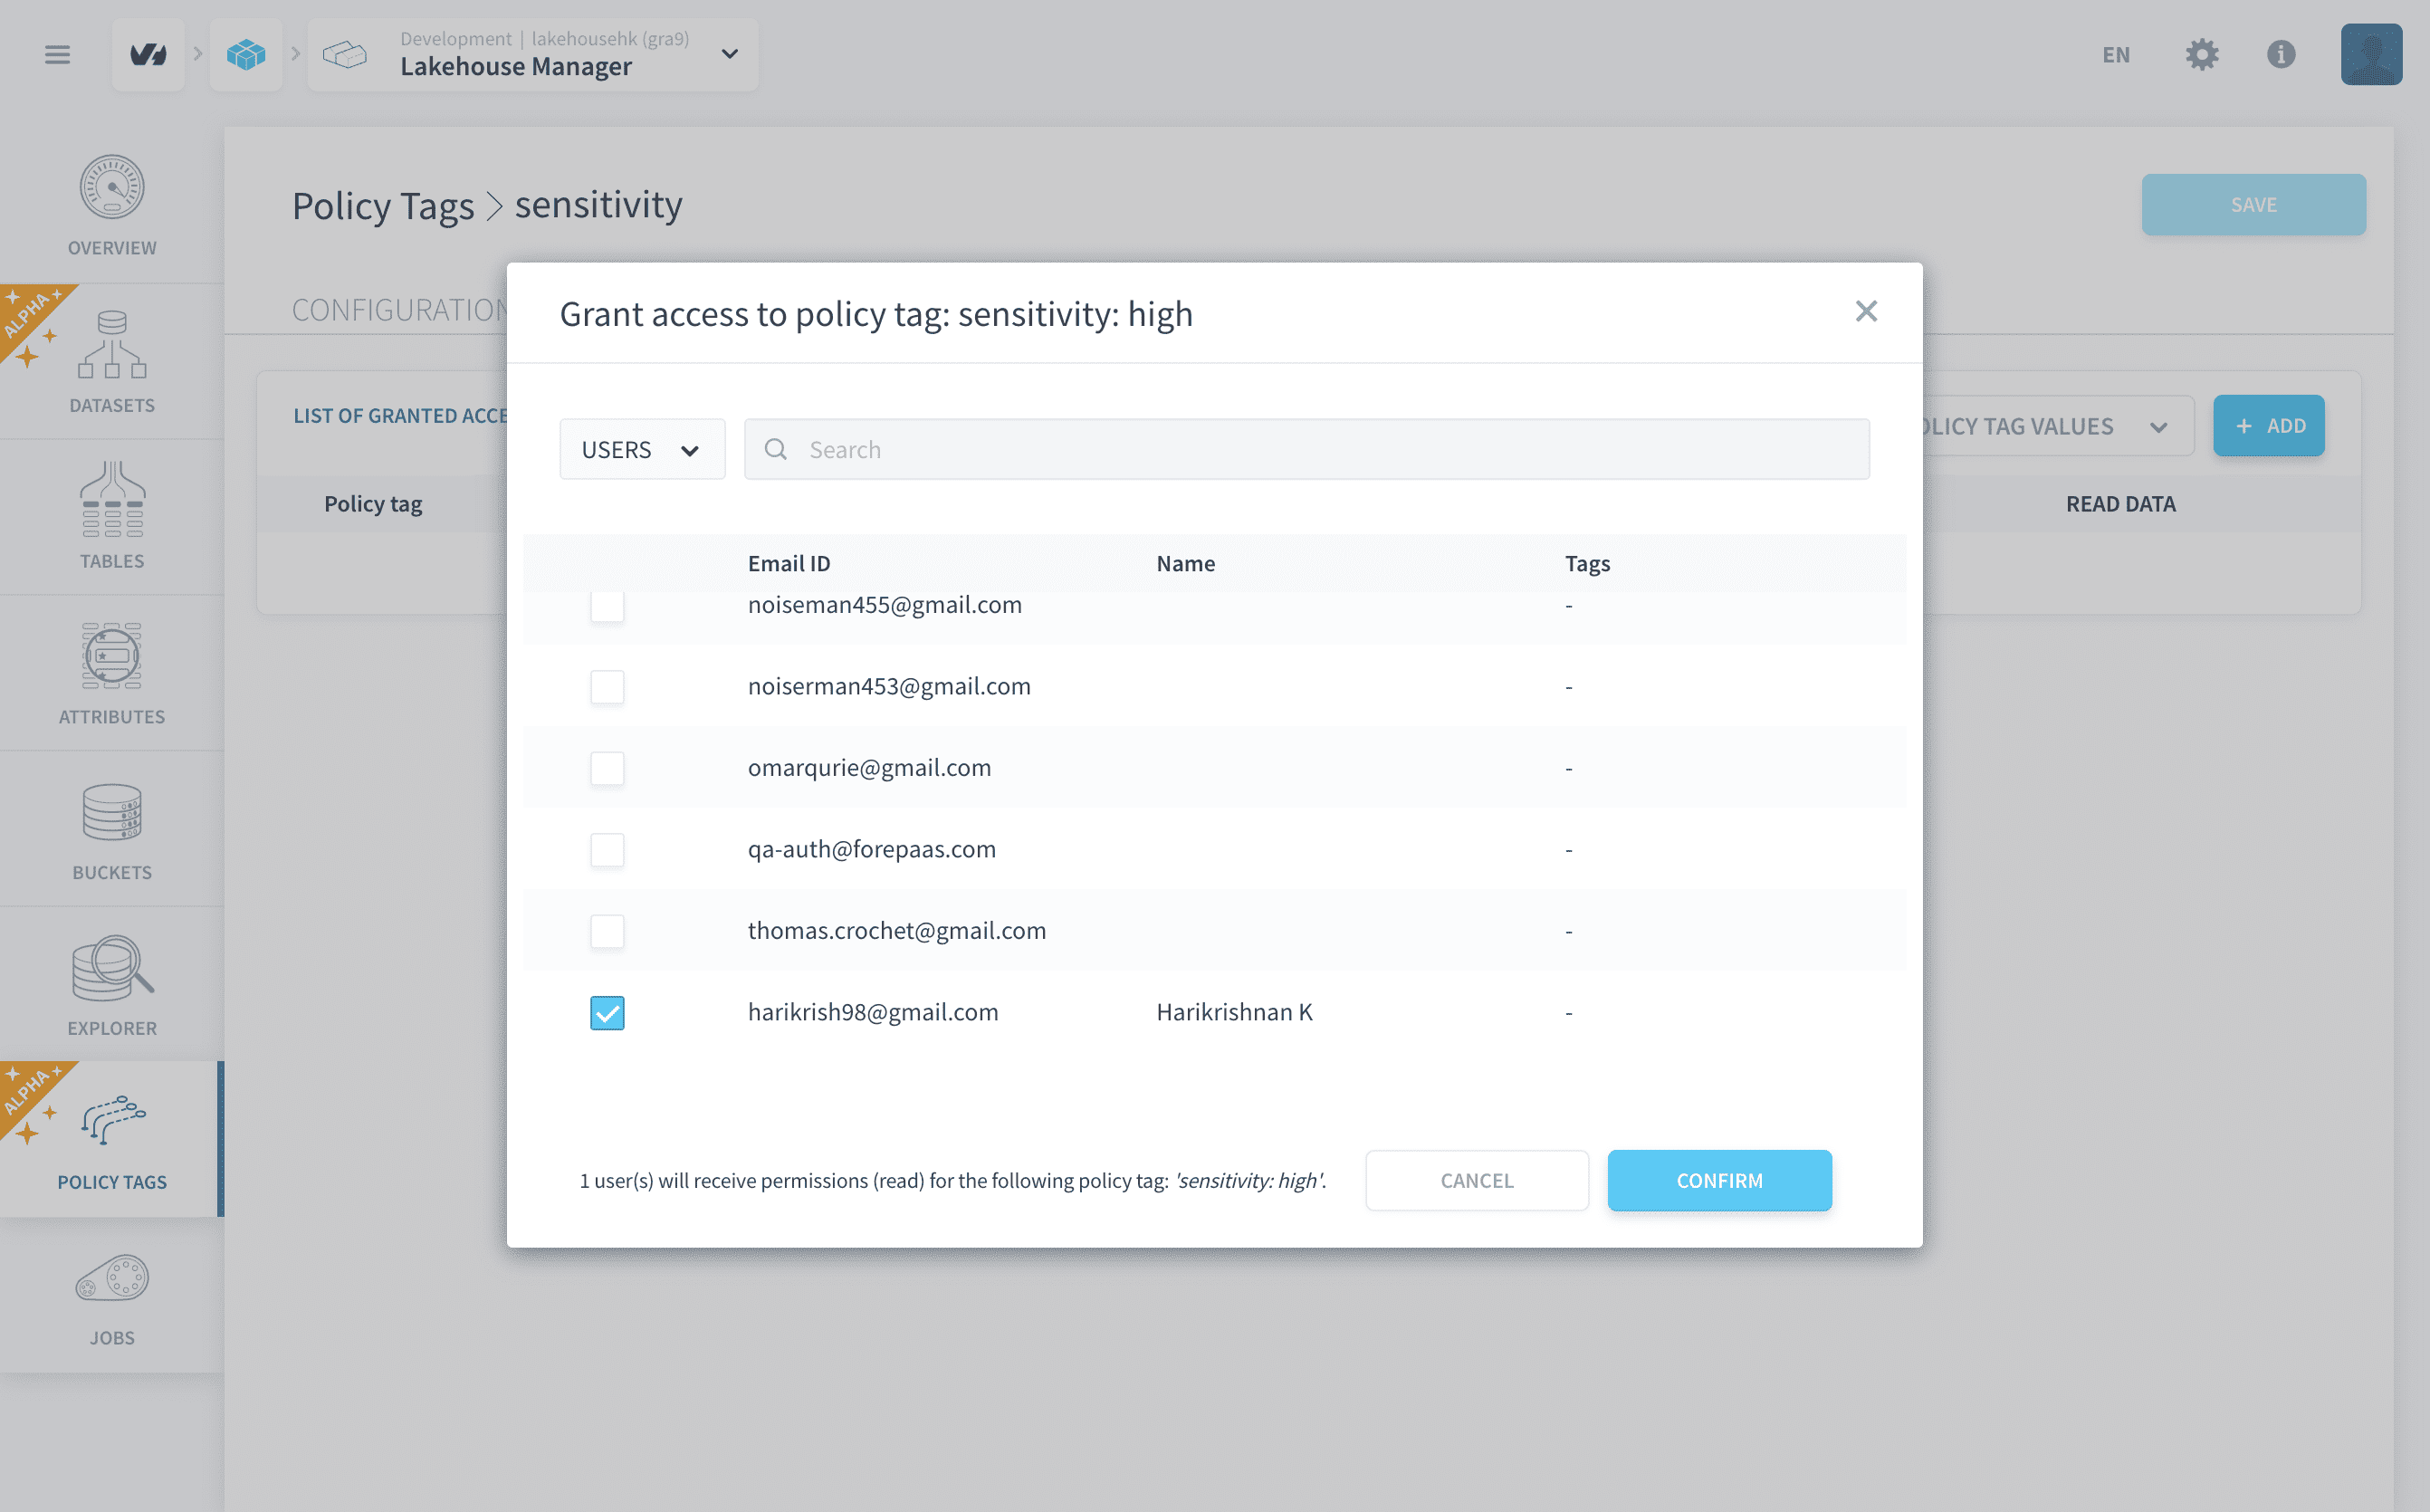 Development | lakehousehk (gra9)
Lakehouse Manager
EN
OVERVIEW
ALPHA
DATASETS
TABLES
ATTRIBUTES
BUCKETS
EXPLORER
ALPHA
POLICY TAGS
JOBS
Policy Tags > sensitivity
SAVE
CONFIGURATION
LIST OF GRANTED ACCE
OLICY TAG VALUES
+ ADD
Policy tag
READ DATA
Grant access to policy tag: sensitivity: high
USERS
Search
Email ID Name Tags
noiseman455@gmail.com -
noiserman453@gmail.com -
omarqurie@gmail.com -
qa-auth@forepaas.com -
thomas.crochet@gmail.com -
harikrish98@gmail.com Harikrishnan K -
1 user(s) will receive permissions (read) for the following policy tag: 'sensitivity: high'.
CANCEL
CONFIRM